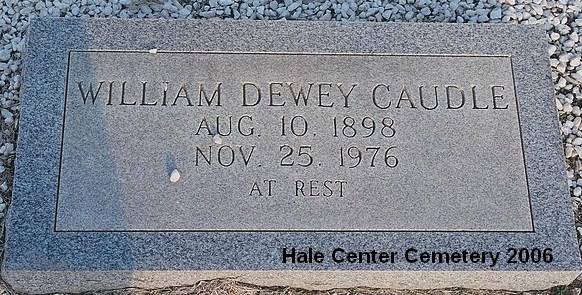 WILLIAM DEWEY CAUDLE
AUG. 10. 1898
NOV. 25. 1976
AT REST
Hale Center Cemetery 2006